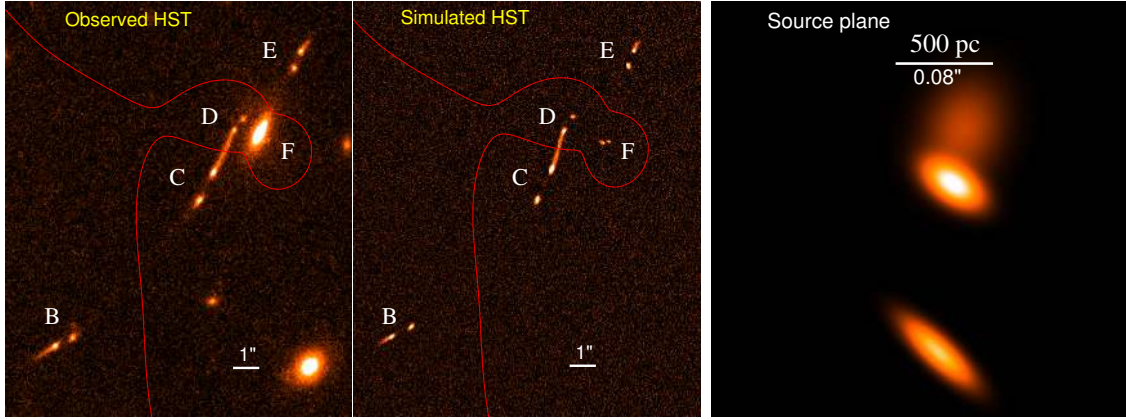 Observed HST
E
D
F
C
B
1"
Simulated HST
E
D
F
C
B
1"
Source plane
500 pc
0.08"